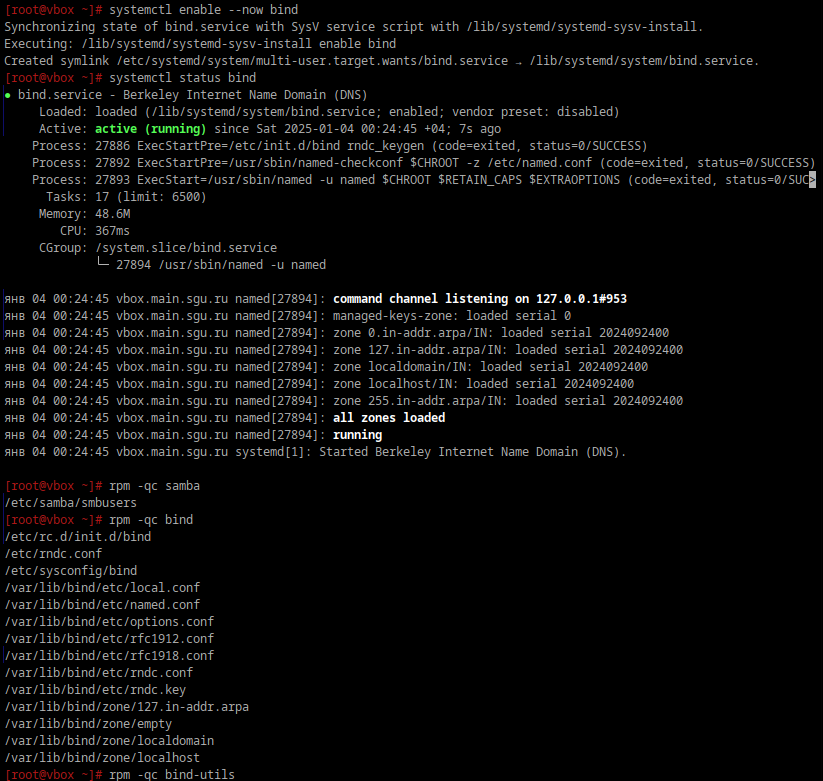 [root@vbox ~]# systemctl enable --now bind
Synchronizing state of bind.service with SysV service script with /lib/systemd/systemd-sysv-install.
Executing: /lib/systemd/systemd-sysv-install enable bind
Created symlink /etc/systemd/system/multi-user.target.wants/bind.service → /lib/systemd/system/bind.service.
[root@vbox ~]# systemctl status bind
● bind.service - Berkeley Internet Name Domain (DNS)
     Loaded: loaded (/lib/systemd/system/bind.service; enabled; vendor preset: disabled)
     Active: active (running) since Sat 2025-01-04 00:24:45 +04; 7s ago
    Process: 27886 ExecStartPre=/etc/init.d/bind rndc_keygen (code=exited, status=0/SUCCESS)
    Process: 27892 ExecStartPre=/usr/sbin/named-checkconf $CHROOT -z /etc/named.conf (code=exited, status=0/SUCCESS)
    Process: 27893 ExecStart=/usr/sbin/named -u named $CHROOT $RETAIN_CAPS $EXTRAOPTIONS (code=exited, status=0/SUC>
      Tasks: 17 (limit: 6500)
     Memory: 48.6M
        CPU: 367ms
     CGroup: /system.slice/bind.service
             └─ 27894 /usr/sbin/named -u named

янв 04 00:24:45 vbox.main.sgu.ru named[27894]: command channel listening on 127.0.0.1#953
янв 04 00:24:45 vbox.main.sgu.ru named[27894]: managed-keys-zone: loaded serial 0
янв 04 00:24:45 vbox.main.sgu.ru named[27894]: zone 0.in-addr.arpa/IN: loaded serial 2024092400
янв 04 00:24:45 vbox.main.sgu.ru named[27894]: zone 127.in-addr.arpa/IN: loaded serial 2024092400
янв 04 00:24:45 vbox.main.sgu.ru named[27894]: zone localdomain/IN: loaded serial 2024092400
янв 04 00:24:45 vbox.main.sgu.ru named[27894]: zone localhost/IN: loaded serial 2024092400
янв 04 00:24:45 vbox.main.sgu.ru named[27894]: zone 255.in-addr.arpa/IN: loaded serial 2024092400
янв 04 00:24:45 vbox.main.sgu.ru named[27894]: all zones loaded
янв 04 00:24:45 vbox.main.sgu.ru named[27894]: running
янв 04 00:24:45 vbox.main.sgu.ru systemd[1]: Started Berkeley Internet Name Domain (DNS).

[root@vbox ~]# rpm -qc samba
/etc/samba/smbusers
[root@vbox ~]# rpm -qc bind
/etc/rc.d/init.d/bind
/etc/rndc.conf
/etc/sysconfig/bind
/var/lib/bind/etc/local.conf
/var/lib/bind/etc/named.conf
/var/lib/bind/etc/options.conf
/var/lib/bind/etc/rfc1912.conf
/var/lib/bind/etc/rfc1918.conf
/var/lib/bind/etc/rndc.conf
/var/lib/bind/etc/rndc.key
/var/lib/bind/zone/127.in-addr.arpa
/var/lib/bind/zone/empty
/var/lib/bind/zone/localdomain
/var/lib/bind/zone/localhost
[root@vbox ~]# rpm -qc bind-utils